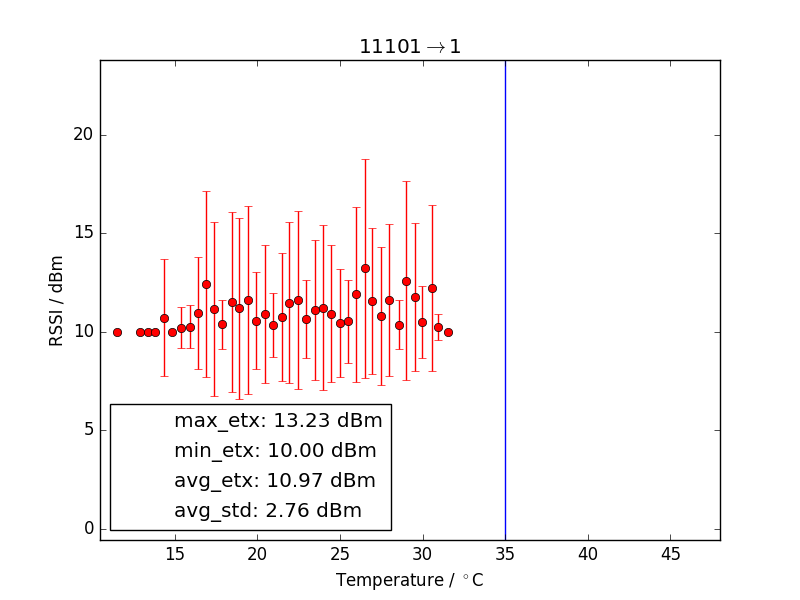 11101→1
20
15
10
5
0
RSSI / dBm
max_etx: 13.23 dBm
min_etx: 10.00 dBm
avg_etx: 10.97 dBm
avg_std: 2.76 dBm
15 20 25 30 35 40 45
Temperature / °C